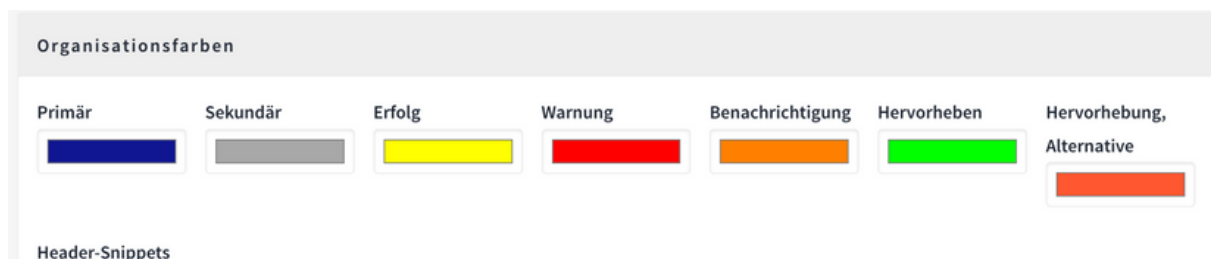 Organisationsfarben
Primär
Sekundär
Erfolg
Warnung
Benachrichtigung
Hervorheben
Hervorhebung,
Alternative
Header-Snippets